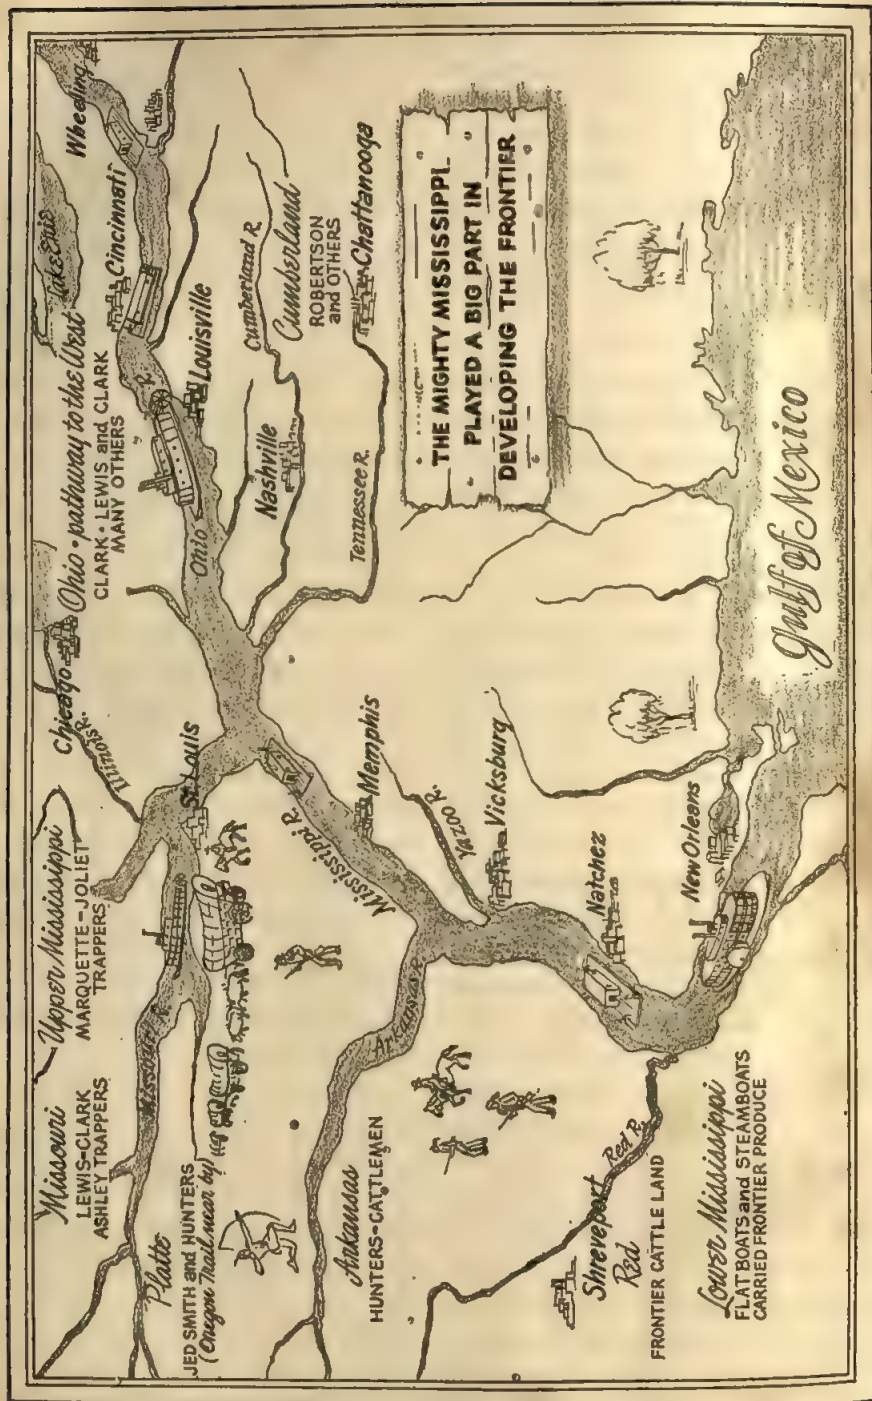 Missouri
LEWIS-CLARK
ASHLEY TRAPPERS
Upper Mississippi
MARQUETTE-JOLIET
TRAPPERS
Chicago
Illinois R.
Ohio·pathway to the West
CLARK·LEWIS and CLARK
MANY OTHERS
Lake Erie
Wheeling
Cincinnati
Louisville
Ohio R.
Missouri R.
St. Louis
Platte
JED SMITH and HUNTERS
(Oregon Trail near by)
Cumberland R.
Cumberland
ROBERTSON
and OTHERS
Nashville
Chattanooga
Tennessee R.
Mississippi R.
Memphis
Arkansas
HUNTERS-CATTLEMEN
Arkansas R.
Yazoo R.
Vicksburg
THE MIGHTY MISSISSIPPI
PLAYED A BIG PART IN
DEVELOPING THE FRONTIER
Natchez
Shreveport
Red R.
Red
FRONTIER CATTLE LAND
New Orleans
Lower Mississippi
FLAT BOATS and STEAMBOATS
CARRIED FRONTIER PRODUCE
Gulf of Mexico